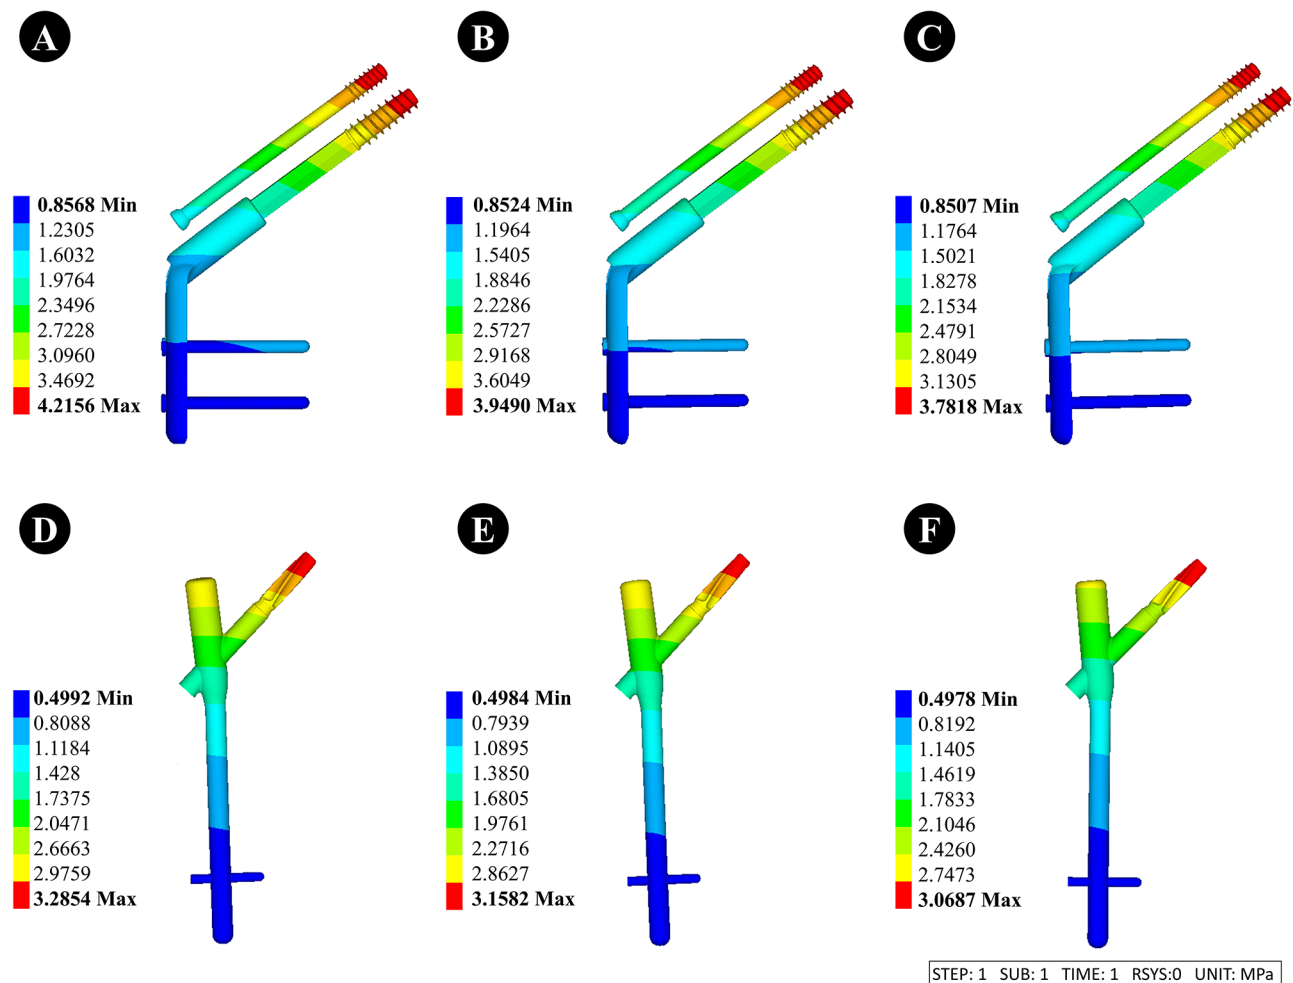 A
B
C
0.8568 Min
1.2305
1.6032
1.9764
2.3496
2.7228
3.0960
3.4692
4.2156 Max
0.8524 Min
1.1964
1.5405
1.8846
2.2286
2.5727
2.9168
3.6049
3.9490 Max
0.8507 Min
1.1764
1.5021
1.8278
2.1534
2.4791
2.8049
3.1305
3.7818 Max
D
E
F
0.4992 Min
0.8088
1.1184
1.428
1.7375
2.0471
2.6663
2.9759
3.2854 Max
0.4984 Min
0.7939
1.0895
1.3850
1.6805
1.9761
2.2716
2.8627
3.1582 Max
0.4978 Min
0.8192
1.1405
1.4619
1.7833
2.1046
2.4260
2.7473
3.0687 Max
STEP: 1 SUB: 1 TIME: 1 RSYS:0 UNIT: MPa